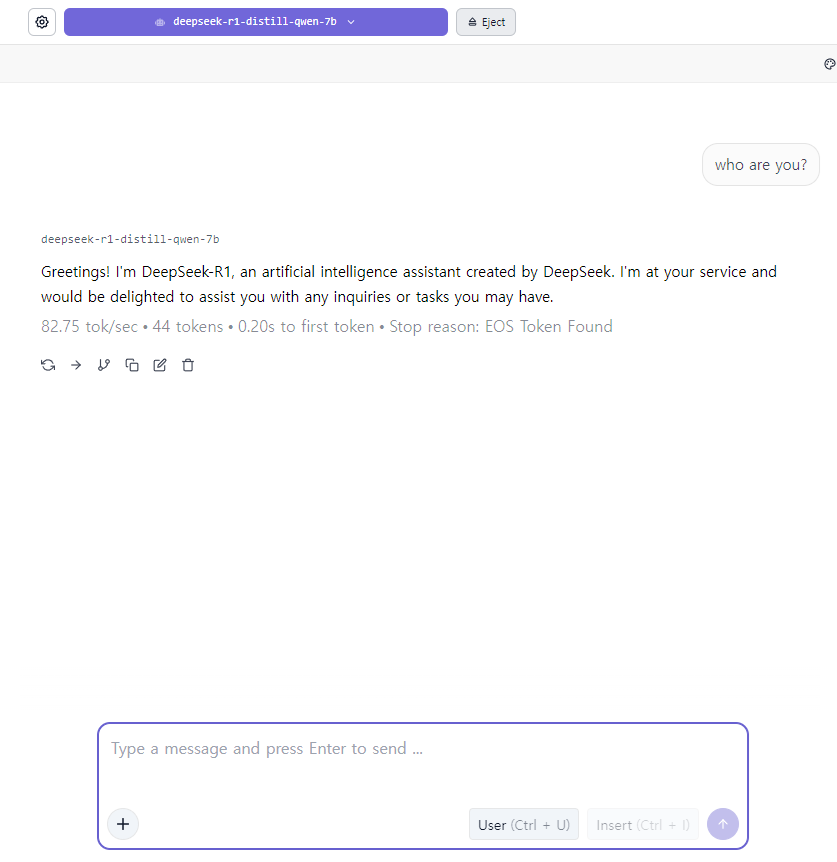 deepseek-r1-distill-qwen-7b
Eject
who are you?
deepseek-r1-distill-qwen-7b
Greetings! I'm DeepSeek-R1, an artificial intelligence assistant created by DeepSeek. I'm at your service and
would be delighted to assist you with any inquiries or tasks you may have.
82.75 tok/sec • 44 tokens • 0.20s to first token • Stop reason: EOS Token Found
Type a message and press Enter to send ...
User (Ctrl + U)
Insert (Ctrl + I)